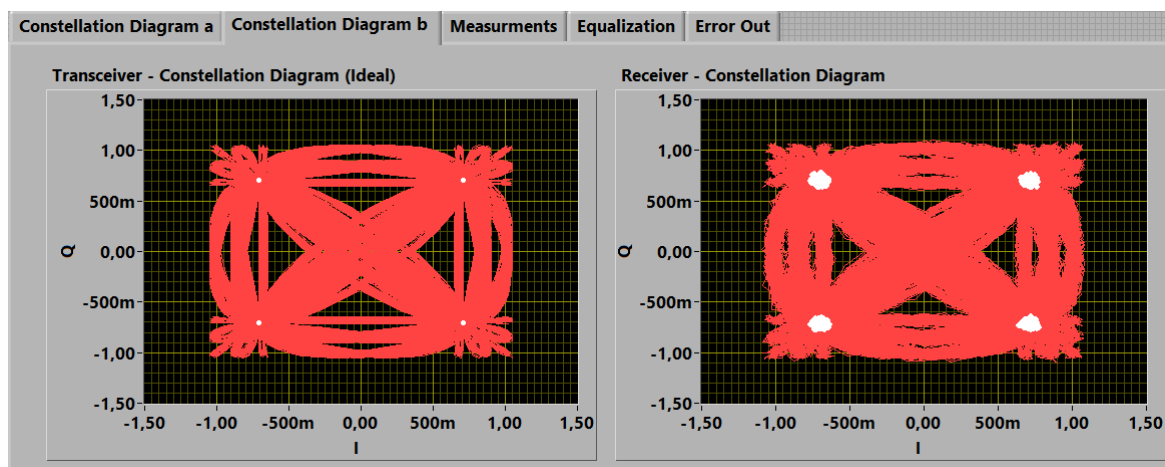 Constellation Diagram a Constellation Diagram b Measurments Equalization Error Out
Transceiver - Constellation Diagram (Ideal)
1,50
1,00
500m
0,00
-500m
-1,00
-1,50
Q
-1,50 -1,00 -500m 0,00 500m 1,00 1,50
I
Receiver - Constellation Diagram
1,50
1,00
500m
0,00
-500m
-1,00
-1,50
Q
-1,50 -1,00 -500m 0,00 500m 1,00 1,50
I